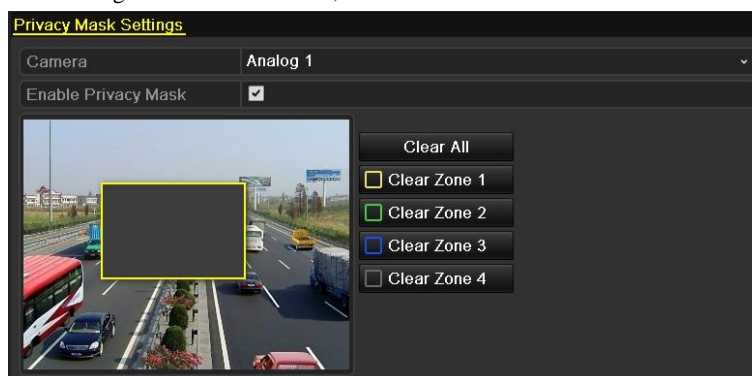 Privacy Mask Settings
Camera Analog 1
Enable Privacy Mask
Clear All
Clear Zone 1
Clear Zone 2
Clear Zone 3
Clear Zone 4